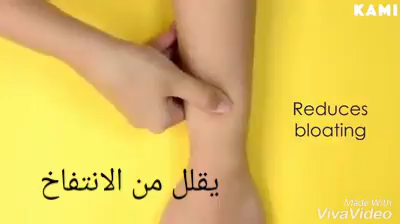 KAMI
Reduces
bloating
يقلل من الانتفاخ
Made With
VivaVideo